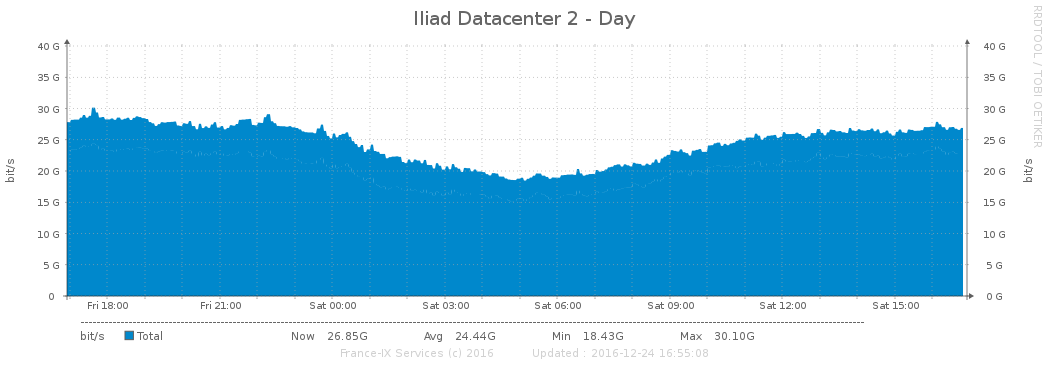 Iliad Datacenter 2 - Day
RRDTOOL / TOBI OETIKER
40 G 40 G
35 G 35 G
30 G 30 G
25 G 25 G
20 G 20 G
15 G 15 G
10 G 10 G
5 G 5 G
0 0 G
bit/s bit/s
Fri 18:00 Fri 21:00 Sat 00:00 Sat 03:00 Sat 06:00 Sat 09:00 Sat 12:00 Sat 15:00
bit/s Total Now 26.85G Avg 24.44G Min 18.43G Max 30.10G
France-IX Services (c) 2016 Updated : 2016-12-24 16:55:08